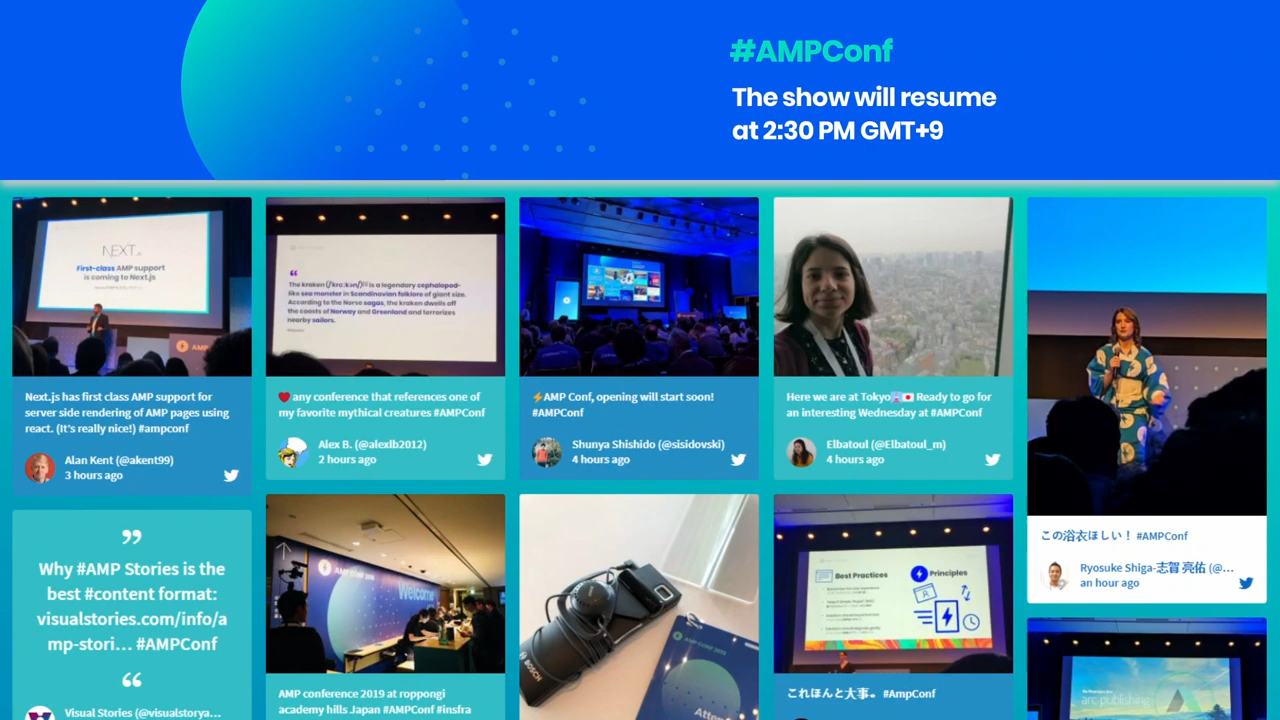 #AMPConf
The show will resume
at 2:30 PM GMT+9
NEXT.JS
First-class AMP support
is coming to Next.js
AMP
Next.js has first class AMP support for
server side rendering of AMP pages using
react. (It's really nice!) #ampconf
Alan Kent (@akent99)
3 hours ago
Why #AMP Stories is the
best #content format:
visualstories.com/info/a
mp-stori... #AMPConf
Visual Stories (@visualstorya...
The kraken (/ˈkrɑːkən/)[1] is a legendary cephalopod-
like sea monster in Scandinavian folklore of giant size.
According to the Norse sagas, the kraken dwells off
the coasts of Norway and Greenland and terrorizes
nearby sailors.
❤️ any conference that references one of
my favorite mythical creatures #AMPConf
Alex B. (@alexlb2012)
2 hours ago
Welcome
AMP conference 2019 at roppongi
academy hills Japan #AMPConf #insfra
⚡AMP Conf, opening will start soon!
#AMPConf
Shunya Shishido (@sisidovski)
4 hours ago
BOSCH
AMP CONF 2019
Here we are at Tokyo🗼🇯🇵 Ready to go for
an interesting Wednesday at #AMPConf
Elbatoul (@Elbatoul_m)
4 hours ago
Best Practices
Principles
これほんと大事。#AmpConf
この浴衣ほしい！ #AMPConf
Ryosuke Shiga-志賀 亮佑 (@...
an hour ago
arc publishing